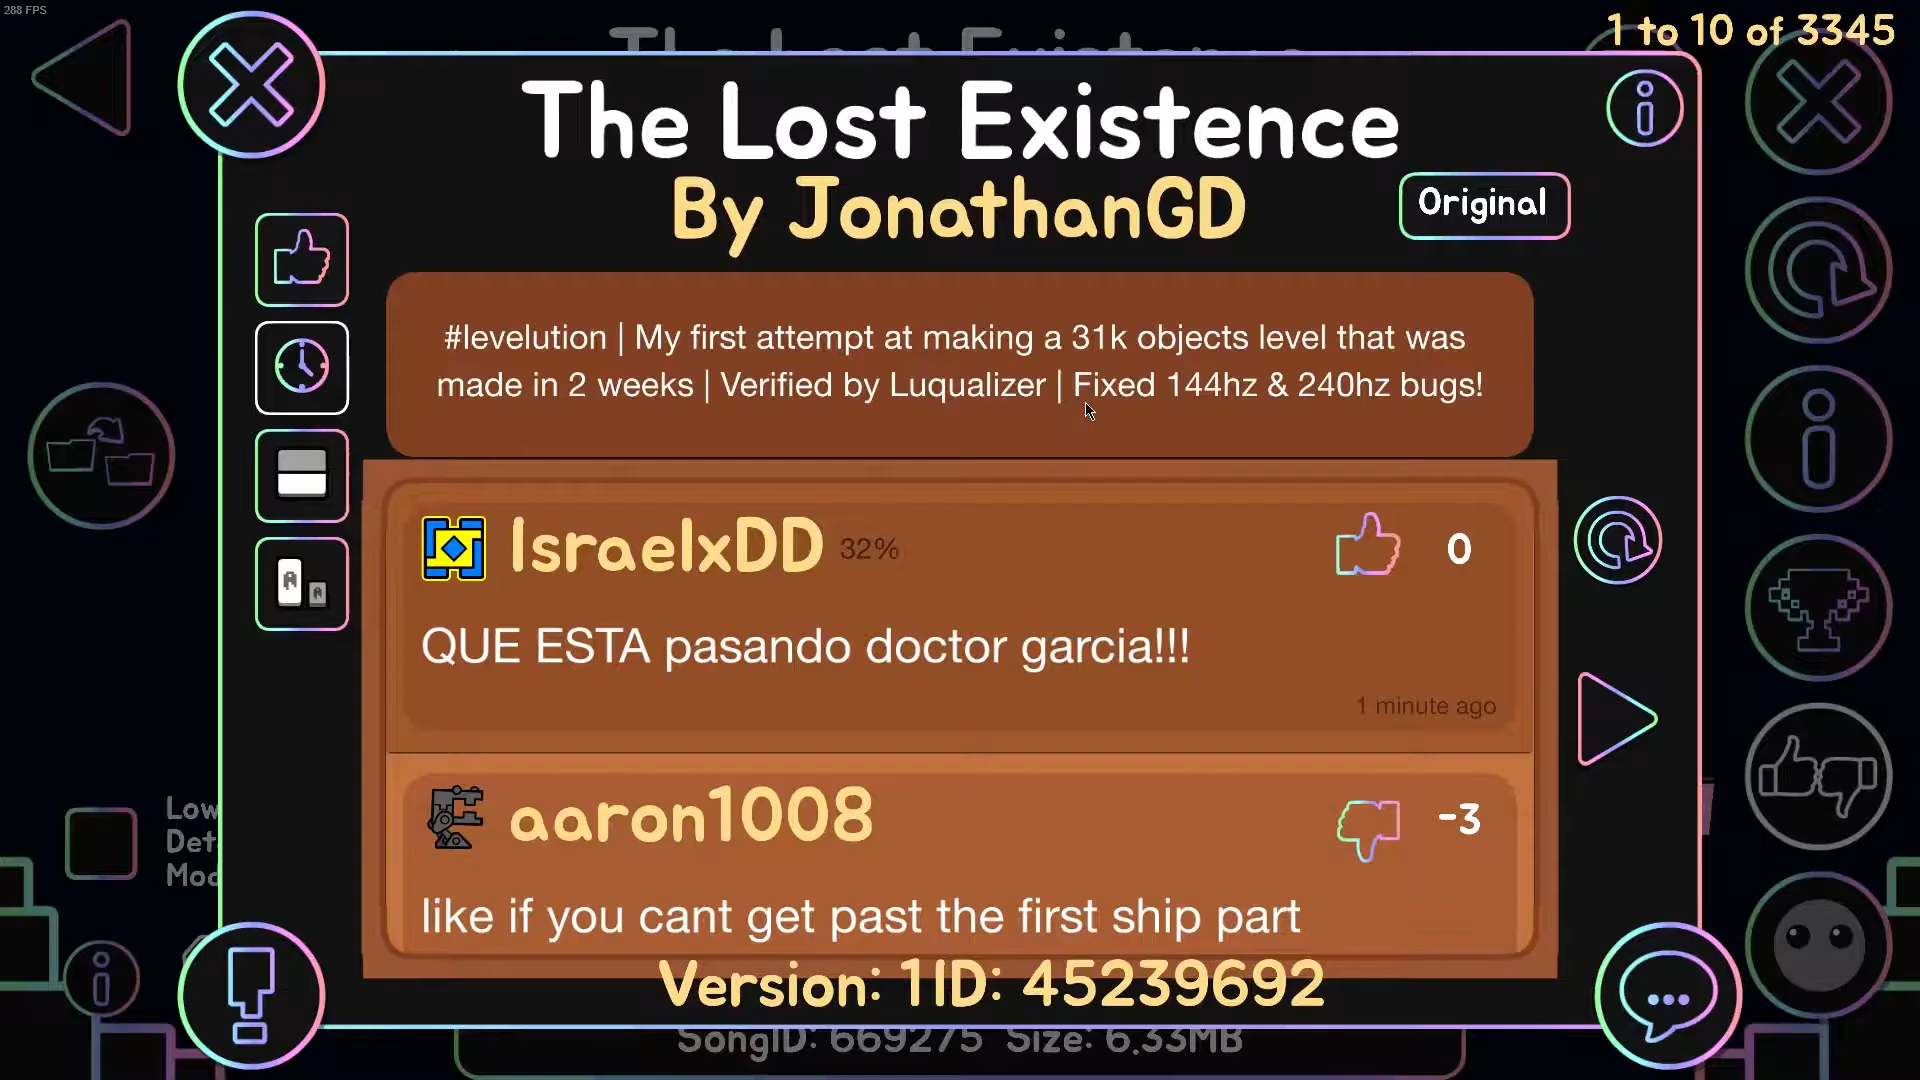 288 FPS
1 to 10 of 3345
The Lost Existence
By JonathanGD
Original
#levelution | My first attempt at making a 31k objects level that was
made in 2 weeks | Verified by Luqualizer | Fixed 144hz & 240hz bugs!
IsraelxDD 32% 0
QUE ESTA pasando doctor garcia!!!
1 minute ago
aaron1008 -3
like if you cant get past the first ship part
Low
Det
Mod
Version: 1 ID: 45239692
SongID: 669275 Size: 6.33MB